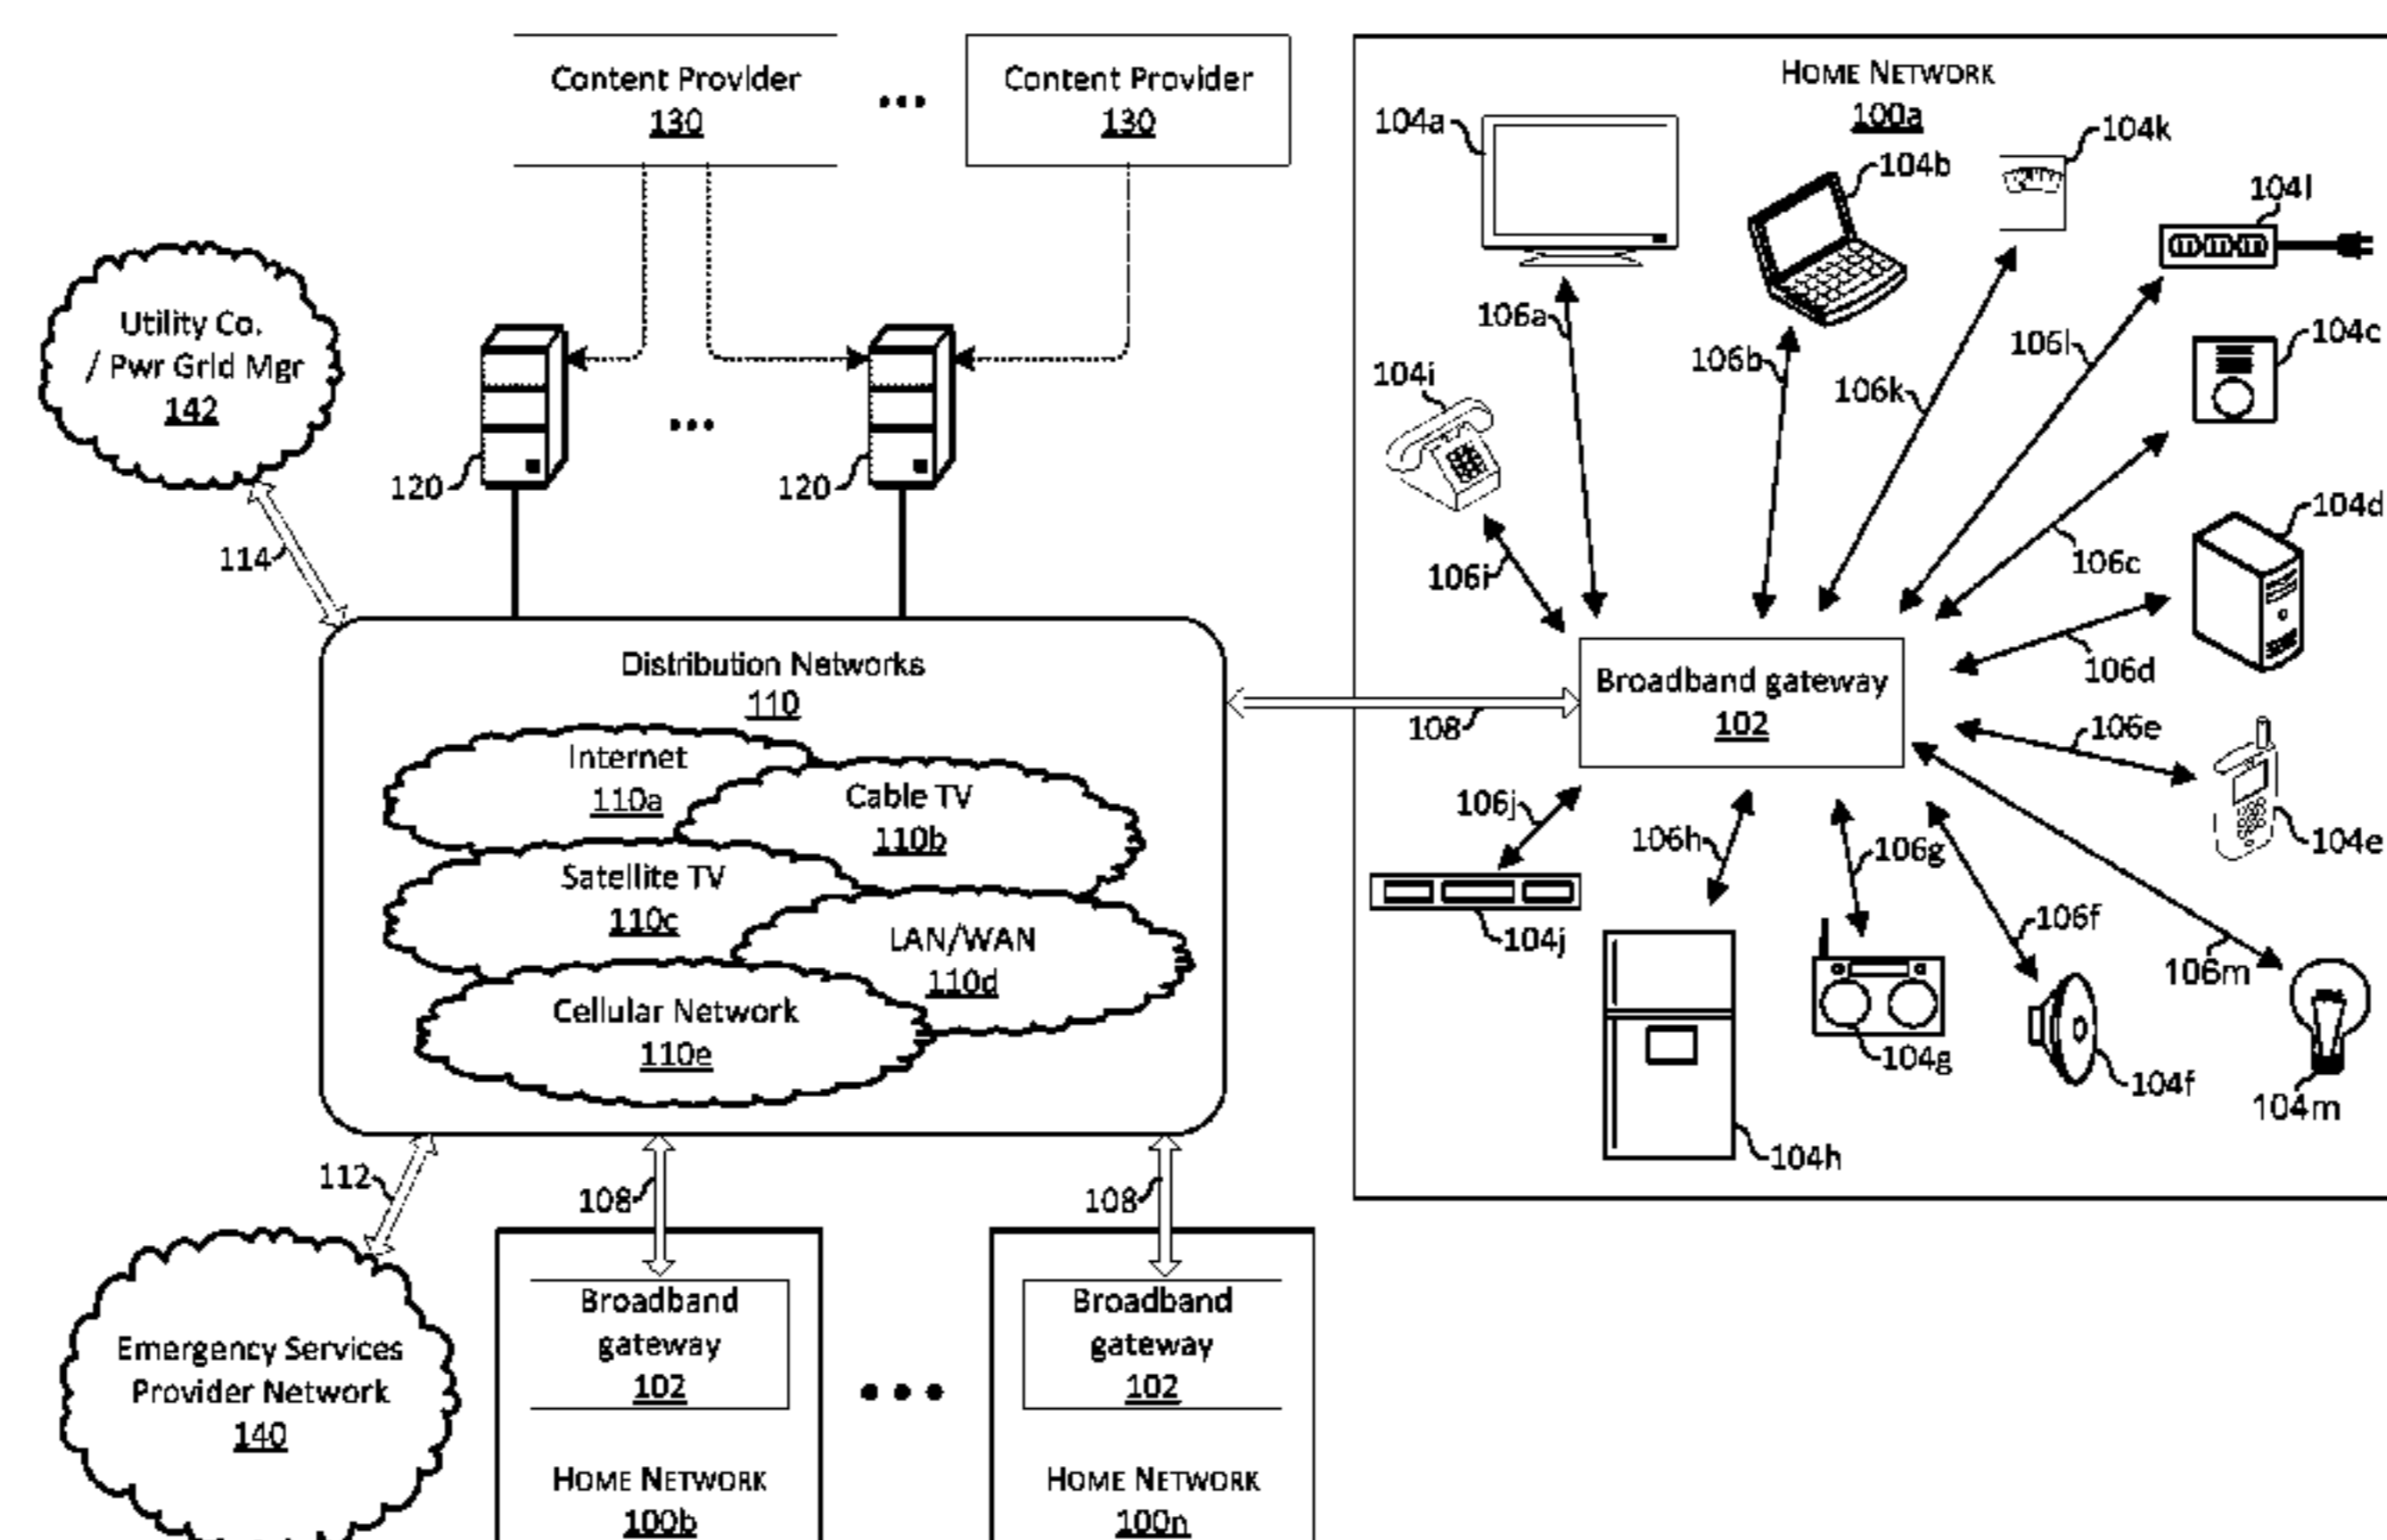 Content Provider
130
...
Content Provider
130
Utility Co.
/ Pwr Grid Mgr
142
120
...
120
114
Distribution Networks
110
Internet
110a
Cable TV
110b
Satellite TV
110c
LAN/WAN
110d
Cellular Network
110e
112
108
108
Emergency Services
Provider Network
140
Broadband
gateway
102
HOME NETWORK
100b
...
Broadband
gateway
102
HOME NETWORK
100n
HOME NETWORK
100a
104a
104b
104k
104l
106a
106b
106k
106l
104c
104i
106i
106c
104d
106d
108
Broadband gateway
102
106e
104e
106j
106h
106g
106f
106m
104j
104h
104g
104f
104m